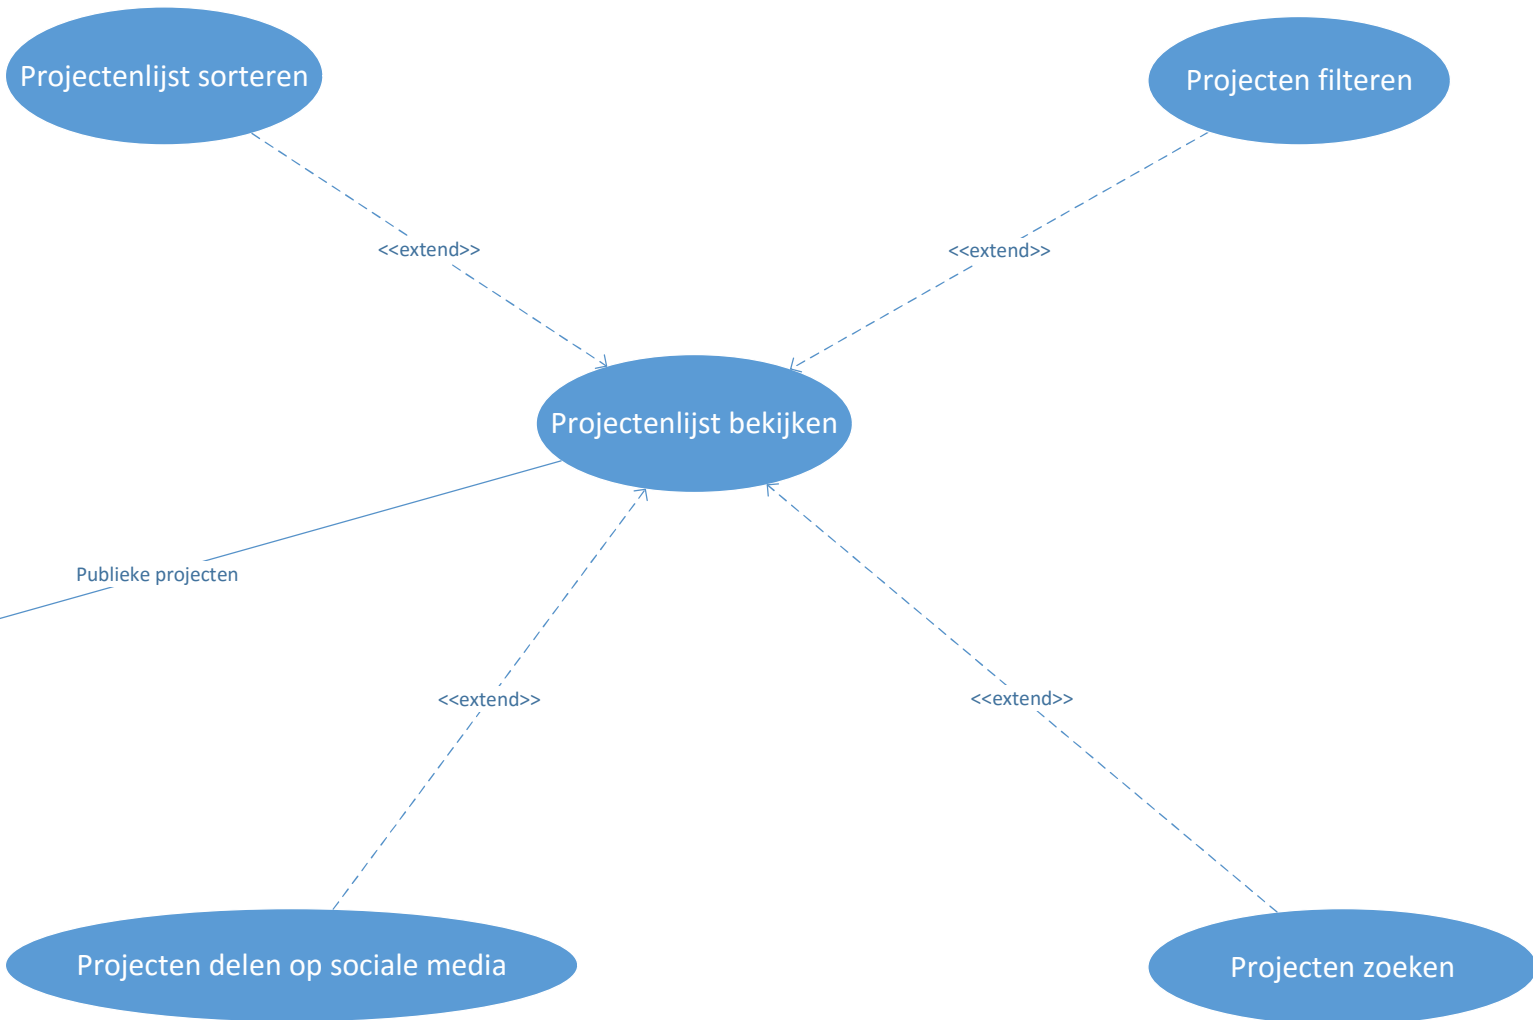 Projectenlijst sorteren
Projecten filteren
<<extend>>
<<extend>>
Projectenlijst bekijken
Publieke projecten
<<extend>>
<<extend>>
Projecten delen op sociale media
Projecten zoeken